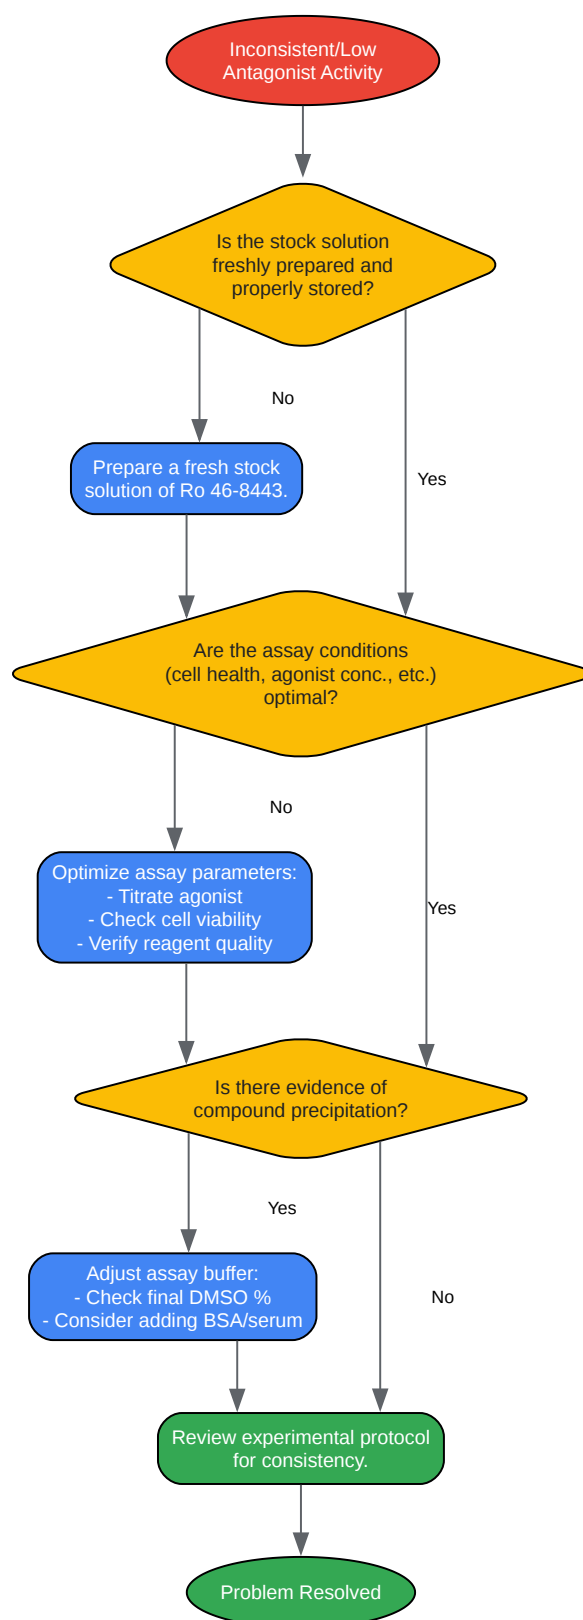 Inconsistent/Low
Antagonist Activity
Is the stock solution
freshly prepared and
properly stored?
No
Prepare a fresh stock
solution of Ro 46-8443.
Yes
Are the assay conditions
(cell health, agonist conc., etc.)
optimal?
No
Optimize assay parameters:
- Titrate agonist
- Check cell viability
- Verify reagent quality
Yes
Is there evidence of
compound precipitation?
Yes
Adjust assay buffer:
- Check final DMSO %
- Consider adding BSA/serum
No
Review experimental protocol
for consistency.
Problem Resolved